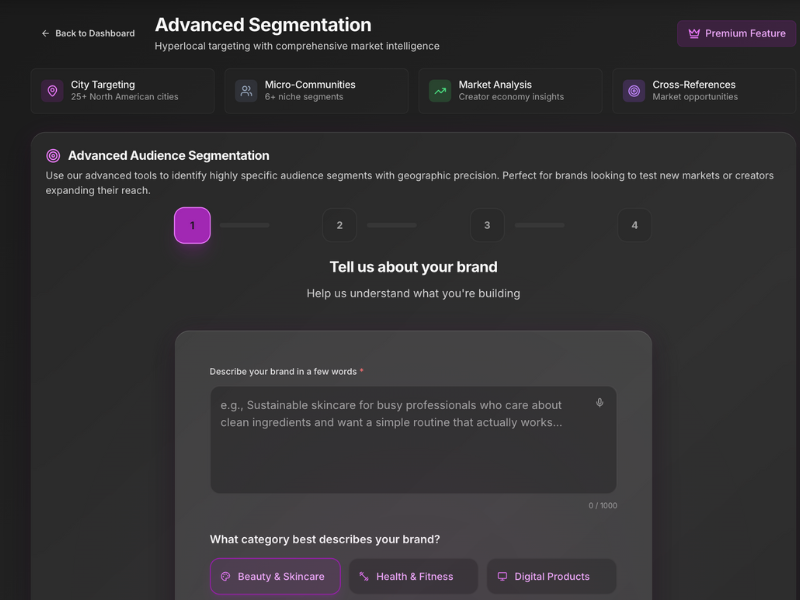 Back to Dashboard
Advanced Segmentation
Hyperlocal targeting with comprehensive market intelligence
Premium Feature
City Targeting
25+ North American cities
Micro-Communities
6+ niche segments
Market Analysis
Creator economy insights
Cross-References
Market opportunities
Advanced Audience Segmentation
Use our advanced tools to identify highly specific audience segments with geographic precision. Perfect for brands looking to test new markets or creators
expanding their reach.
1
2
3
4
Tell us about your brand
Help us understand what you're building
Describe your brand in a few words *
e.g., Sustainable skincare for busy professionals who care about
clean ingredients and want a simple routine that actually works...
0 / 1000
What category best describes your brand?
Beauty & Skincare
Health & Fitness
Digital Products